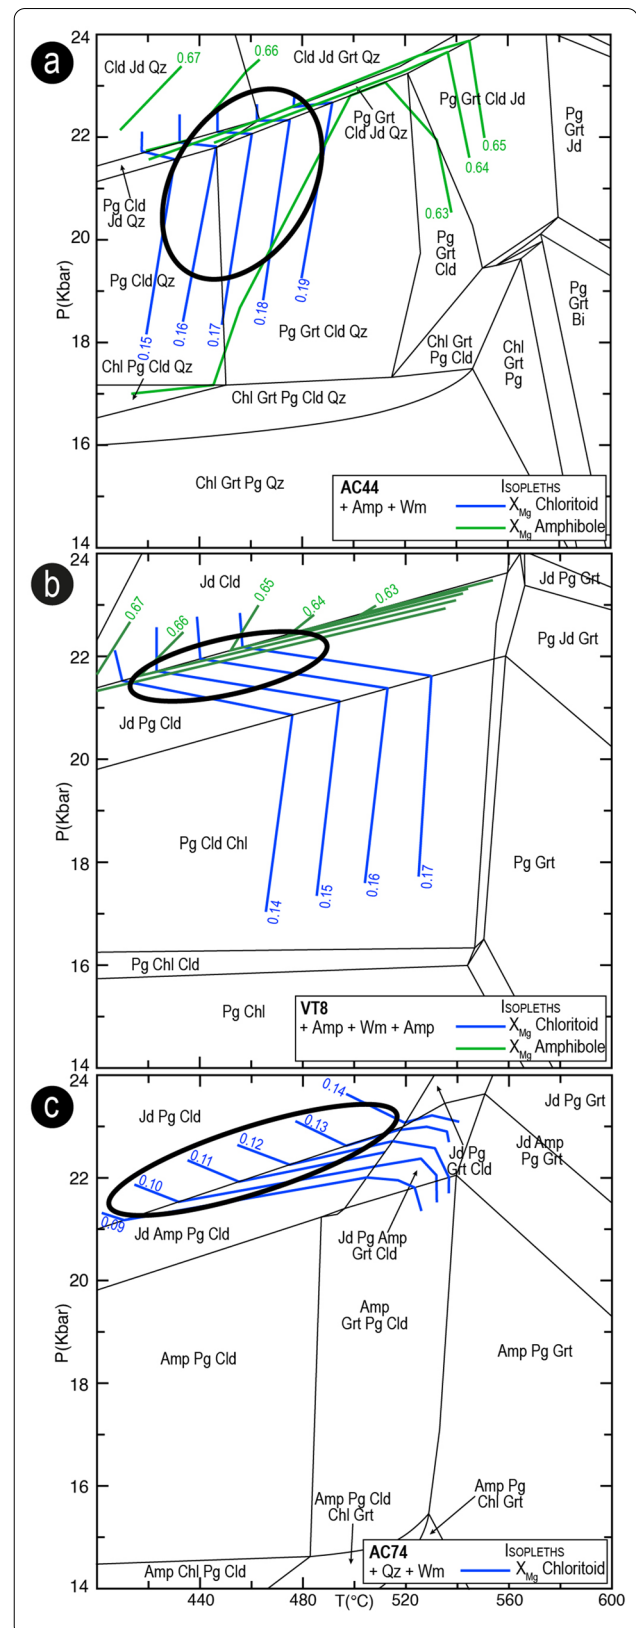 a
24
22
20
18
16
14
P(Kbar)
Cld Jd Qz
0.67
0.66
Cld Jd Grt Qz
Pg Grt
Cld Jd Qz
Pg Grt Cld Jd
Pg
Grt
Jd
0.65
0.64
0.63
Pg Cld
Jd Qz
Pg
Grt
Cld
Pg Cld Qz
0.15
0.16
0.17
0.18
0.19
Pg Grt Cld Qz
Pg
Grt
Bi
Chl Grt
Pg Cld
Chl
Grt
Pg
Chl Pg Cld Qz
Chl Grt Pg Cld Qz
Chl Grt Pg Qz
AC44
+ Amp + Wm
ISOPLETHS
XMg Chloritoid
XMg Amphibole
b
24
22
20
18
16
14
P(Kbar)
Jd Cld
0.67
0.66
0.65
0.64
0.63
Jd Pg Grt
Pg Jd Grt
Jd Pg Cld
Pg Cld Chl
0.14
0.15
0.16
0.17
Pg Grt
Pg Chl Cld
Pg Chl
VT8
+ Amp + Wm + Amp
ISOPLETHS
XMg Chloritoid
XMg Amphibole
c
24
22
20
18
16
14
P(Kbar)
Jd Pg Cld
0.14
0.13
0.12
0.11
0.10
0.09
Jd Pg Grt
Jd Amp
Pg Grt
Jd Pg
Grt Cld
Jd Amp Pg Cld
Jd Pg Amp
Grt Cld
Amp
Grt Pg Cld
Amp Pg Cld
Amp Pg Grt
Amp Pg Cld
Chl Grt
Amp Pg
Chl Grt
Amp Chl Pg Cld
AC74
+ Qz + Wm
ISOPLETHS
XMg Chloritoid
440
480
T(°C)
520
560
600